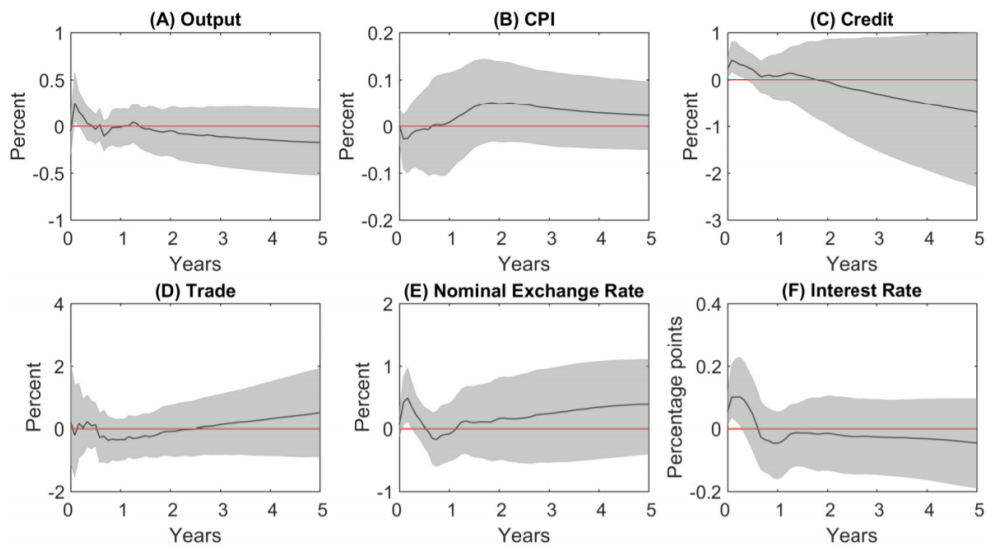 (A) Output
Percent
1
0.5
0
-0.5
-1
0 1 2 3 4 5
Years
(B) CPI
Percent
0.2
0.1
0
-0.1
-0.2
0 1 2 3 4 5
Years
(C) Credit
Percent
1
0
-1
-2
-3
0 1 2 3 4 5
Years
(D) Trade
Percent
4
2
0
-2
0 1 2 3 4 5
Years
(E) Nominal Exchange Rate
Percent
2
1
0
-1
0 1 2 3 4 5
Years
(F) Interest Rate
Percentage points
0.4
0.2
0
-0.2
0 1 2 3 4 5
Years